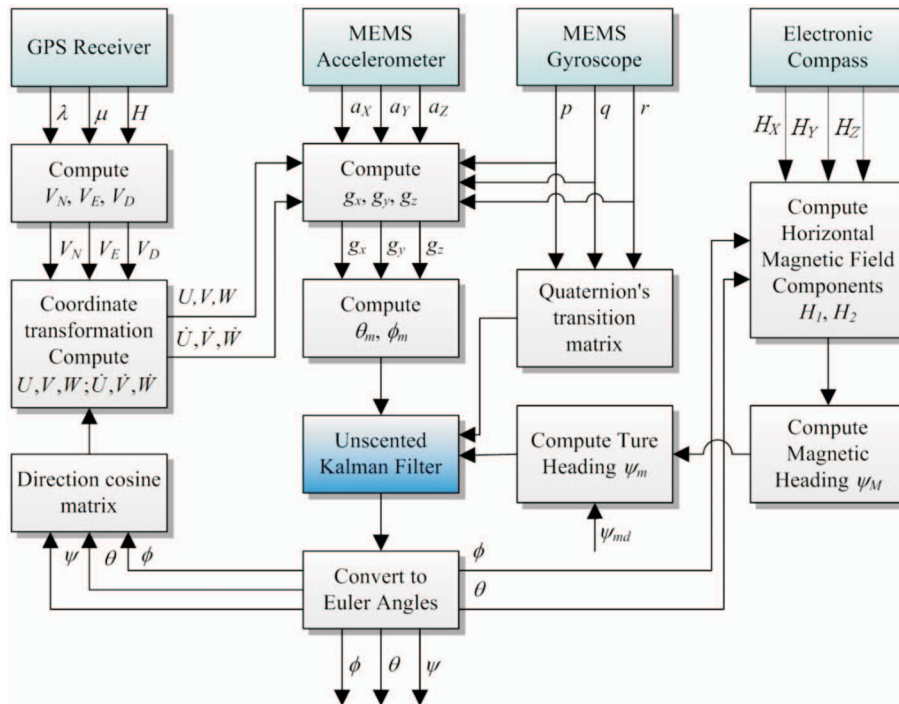 GPS Receiver
MEMS
Accelerometer
MEMS
Gyroscope
Electronic
Compass
λ μ H
a_X a_Y a_Z
p q r
H_X H_Y H_Z
Compute
V_N, V_E, V_D
Compute
g_x, g_y, g_z
Compute
Horizontal
Magnetic Field
Components
H_1, H_2
V_N V_E V_D
g_x g_y g_z
Coordinate
transformation
Compute
U,V,W;U̇,V̇,Ẇ
U,V,W
U̇,V̇,Ẇ
Compute
θ_m, ϕ_m
Quaternion's
transition
matrix
Direction cosine
matrix
Unscented
Kalman Filter
Compute Ture
Heading ψ_m
Compute
Magnetic
Heading ψ_M
ψ θ ϕ
ψ_md
Convert to
Euler Angles
ϕ
θ
ϕ θ ψ